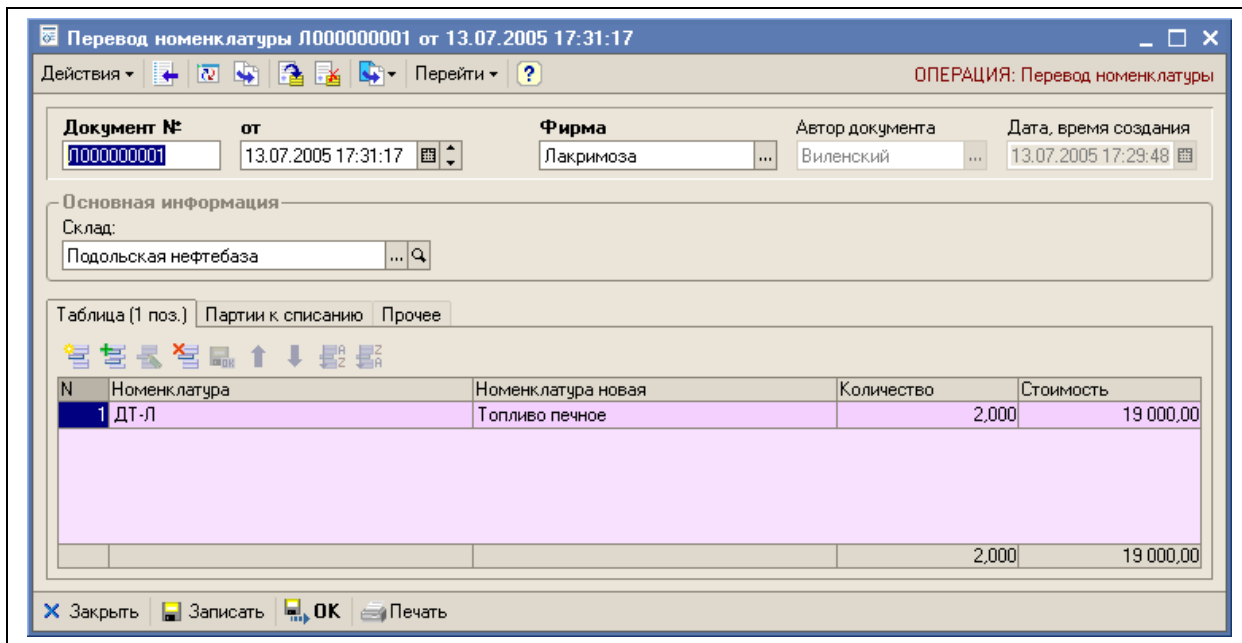 Перевод номенклатуры Л000000001 от 13.07.2005 17:31:17
Действия Перейти ? ОПЕРАЦИЯ: Перевод номенклатуры
Документ № от Фирма Автор документа Дата, время создания
Л000000001 13.07.2005 17:31:17 Лакримоза ... Виленский ... 13.07.2005 17:29:48
Основная информация
Склад:
Подольская нефтебаза ...
Таблица (1 поз.) Партии к списанию Прочее
N Номенклатура Номенклатура новая Количество Стоимость
1 ДТ-Л Топливо печное 2,000 19 000,00
2,000 19 000,00
Закрыть Записать OK Печать